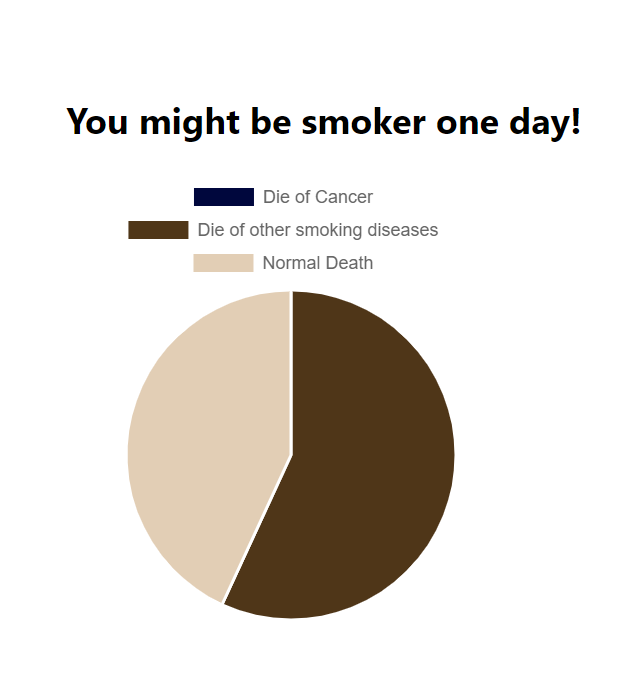 You might be smoker one day!
Die of Cancer
Die of other smoking diseases
Normal Death